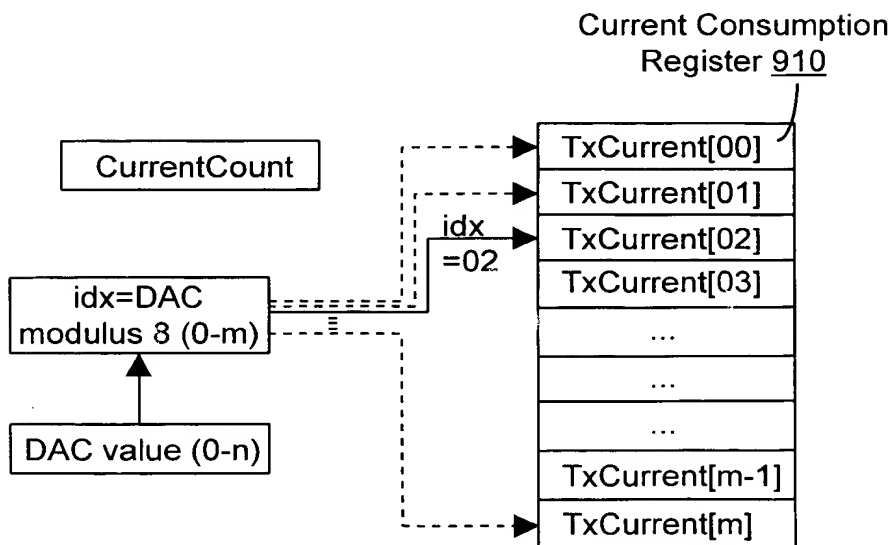 Current Consumption
Register 910
CurrentCount
TxCurrent[00]
TxCurrent[01]
idx
=02
TxCurrent[02]
TxCurrent[03]
idx=DAC
modulus 8 (0-m)
...
...
...
DAC value (0-n)
TxCurrent[m-1]
TxCurrent[m]